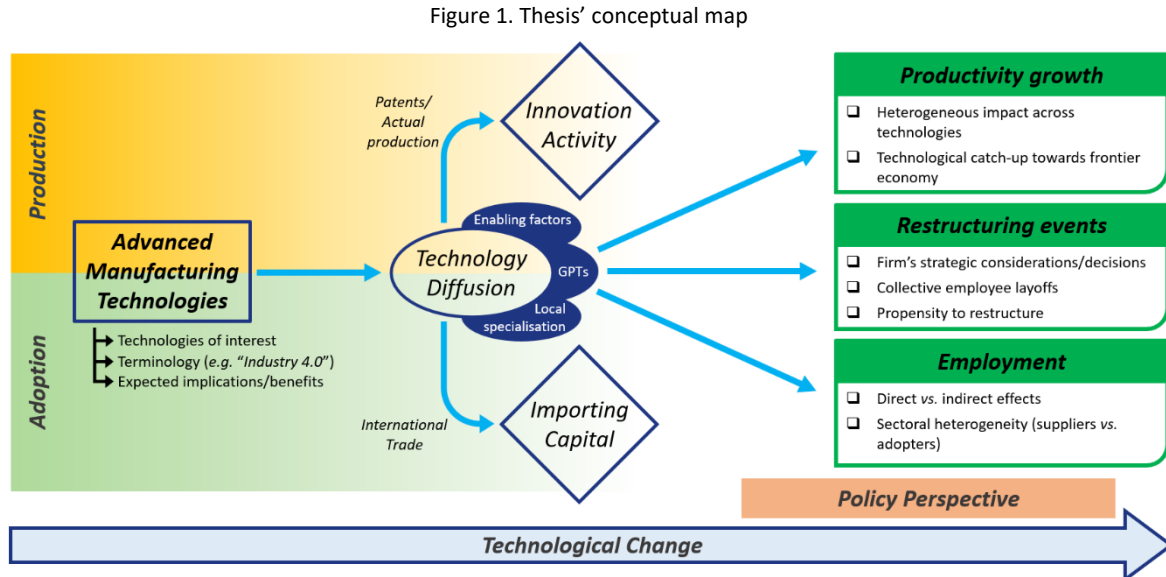 Figure 1. Thesis’ conceptual map
Production
Adoption
Advanced
Manufacturing
Technologies
Technologies of interest
Terminology (e.g. “Industry 4.0”)
Expected implications/benefits
Patents/
Actual
production
Innovation
Activity
Enabling factors
Technology
Diffusion
GPTs
Local
specialisation
International
Trade
Importing
Capital
Productivity growth
Heterogeneous impact across
technologies
Technological catch-up towards frontier
economy
Restructuring events
Firm’s strategic considerations/decisions
Collective employee layoffs
Propensity to restructure
Employment
Direct vs. indirect effects
Sectoral heterogeneity (suppliers vs.
adopters)
Policy Perspective
Technological Change